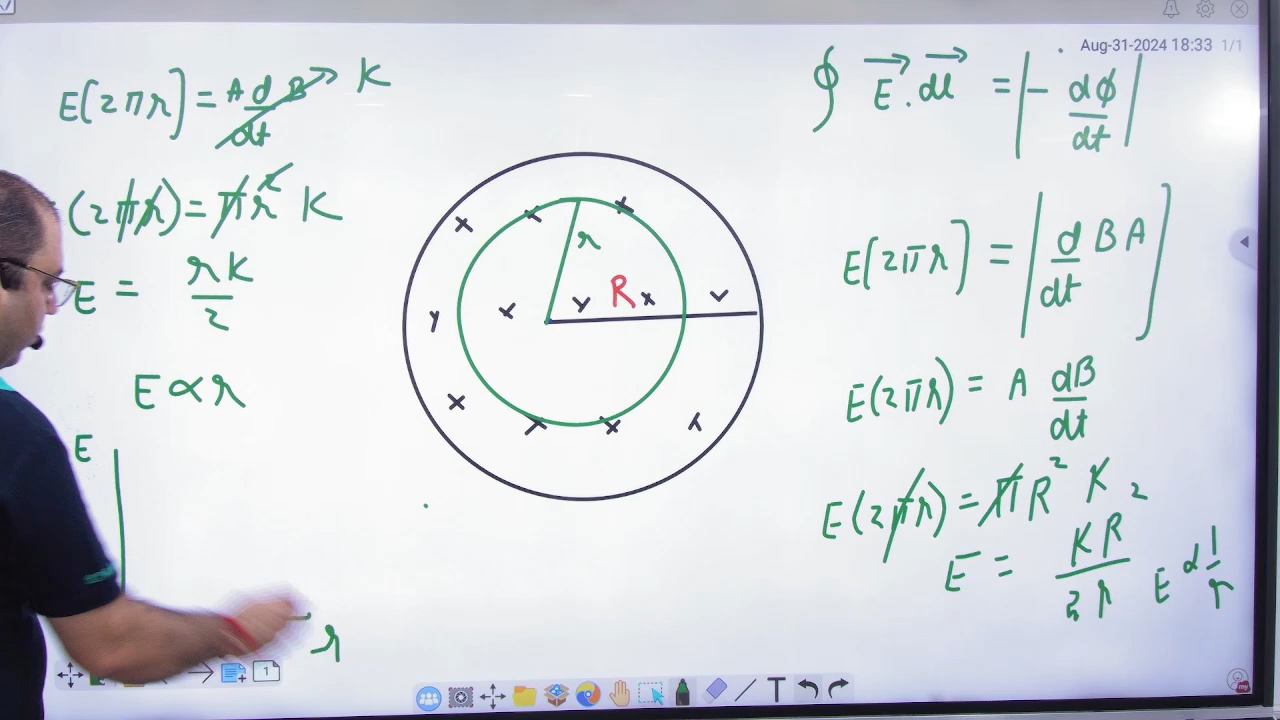 Aug-31-2024 18:33 1/1
E(2πr) = A dB/dt K
(2πr) = πr² K
E = rK/2
E ∝ r
E
r
r
R
∮ E⃗ . dl⃗ = |- dϕ/dt|
E(2πr) = |d/dt BA|
E(2πr) = A dB/dt
E(2πr) = πR² K
E = KR²/2r E ∝ 1/r
1
T